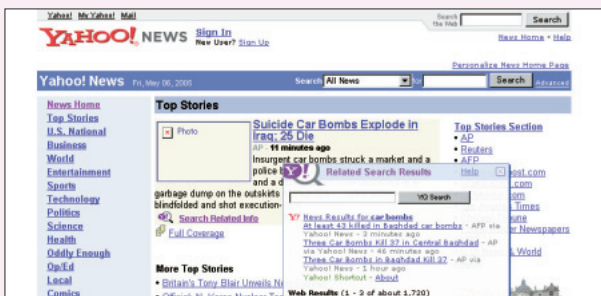 Yahoo! My Yahoo! Mail
Search the Web Search
YAHOO! NEWS Sign In
New User? Sign Up
News Home - Help
Personalize News Home Page
Yahoo! News Fri, May 06, 2005 Search All News for Search Advanced
News Home
Top Stories
U.S. National
Business
World
Entertainment
Sports
Technology
Politics
Science
Health
Oddly Enough
Op/Ed
Local
Comics
Top Stories
Photo
Suicide Car Bombs Explode in
Iraq; 25 Die
AP - 11 minutes ago
Insurgent car bombs struck a market and a
police
and a d
garbage dump on the outskirts
blindfolded and shot execution-
Search Related Info
Full Coverage
More Top Stories
• Britain's Tony Blair Unveils N
Top Stories Section
• AP
• Reuters
• AFP
ost.com
.com
Times
une
er Newspapers
& World
Y! Related Search Results Help
Y!Q Search
Y! News Results for car bombs
At least 43 killed in Baghdad car bombs - AFP via
Yahoo! News - 3 minutes ago
Three Car Bombs Kill 37 in Central Baghdad - AP
via Yahoo! News - 46 minutes ago
Three Car Bombs in Baghdad Kill 37 - AP via
Yahoo! News - 1 hour ago
Yahoo! Shortcut - About
Web Results (1 - 3 of about 1,720)